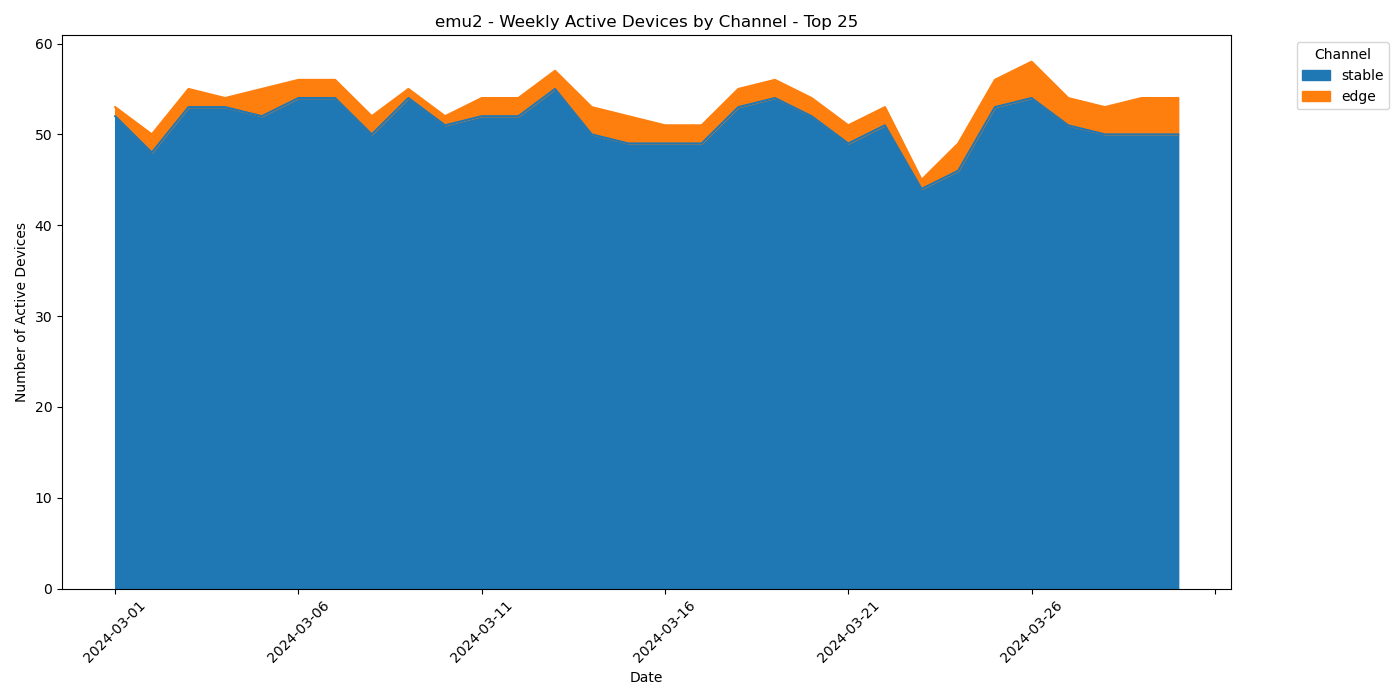 emu2 - Weekly Active Devices by Channel - Top 25
Channel
stable
edge
60
50
40
30
20
10
0
Number of Active Devices
2024-03-01
2024-03-06
2024-03-11
2024-03-16
2024-03-21
2024-03-26
Date